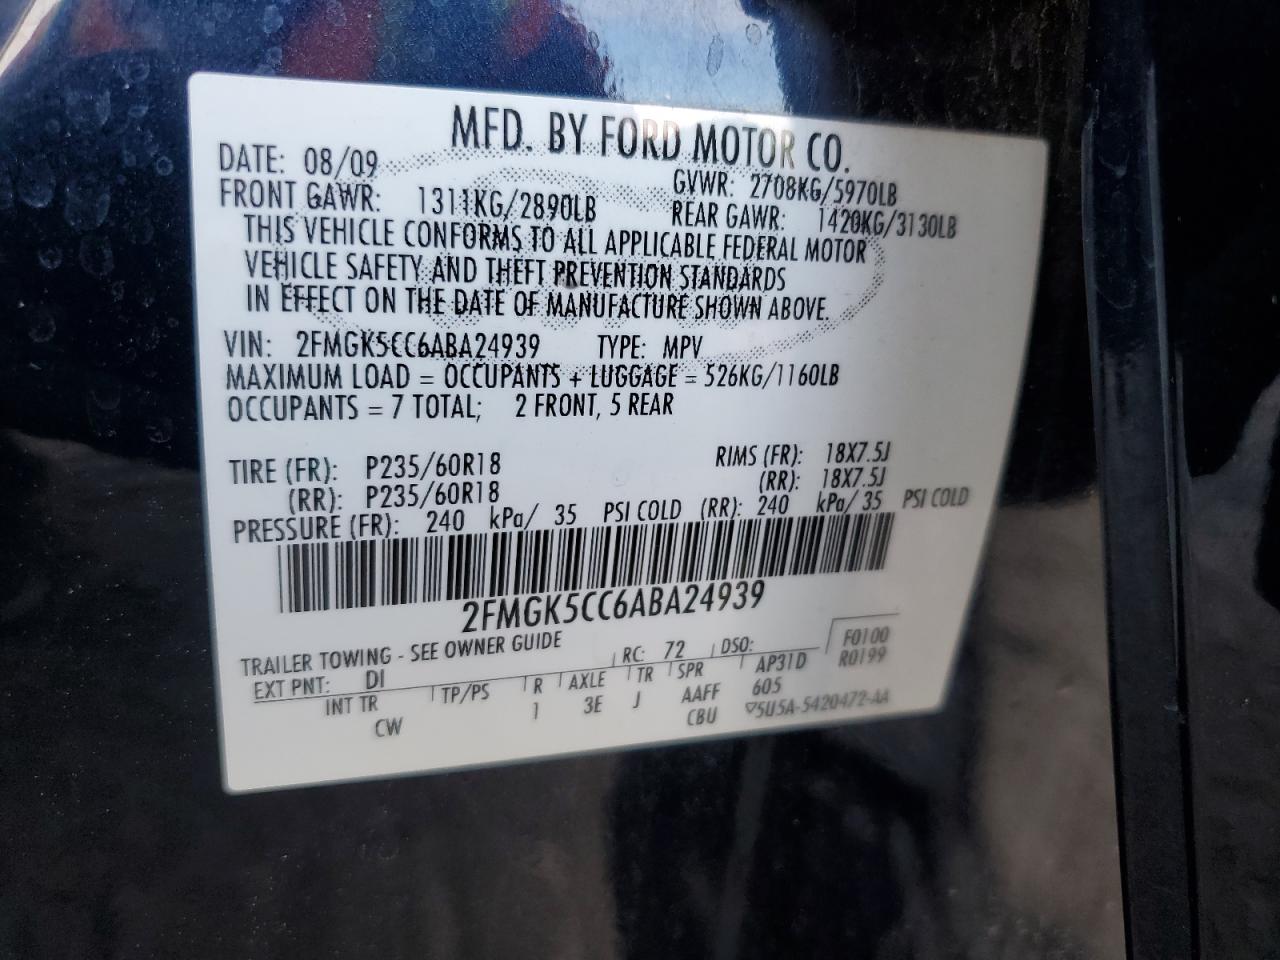 MFD. BY FORD MOTOR CO.
DATE: 08/09 GVWR: 2708KG/5970LB
FRONT GAWR: 1311KG/2890LB REAR GAWR: 1420KG/3130LB
THIS VEHICLE CONFORMS TO ALL APPLICABLE FEDERAL MOTOR
VEHICLE SAFETY AND THEFT PREVENTION STANDARDS
IN EFFECT ON THE DATE OF MANUFACTURE SHOWN ABOVE.
VIN: 2FMGK5CC6ABA24939 TYPE: MPV
MAXIMUM LOAD = OCCUPANTS + LUGGAGE = 526KG/1160LB
OCCUPANTS = 7 TOTAL; 2 FRONT, 5 REAR
TIRE (FR): P235/60R18 RIMS (FR): 18X7.5J
(RR): P235/60R18 (RR): 18X7.5J
PRESSURE (FR): 240 kPa/ 35 PSI COLD (RR): 240 kPa/ 35 PSI COLD
2FMGK5CC6ABA24939
TRAILER TOWING - SEE OWNER GUIDE
EXT PNT: DI RC: 72 DSO: F0100
R0199
INT TR TP/PS R AXLE TR SPR AP31D
CW 1 3E J AAFF 605
CBU ▽5U5A-5420472-AA